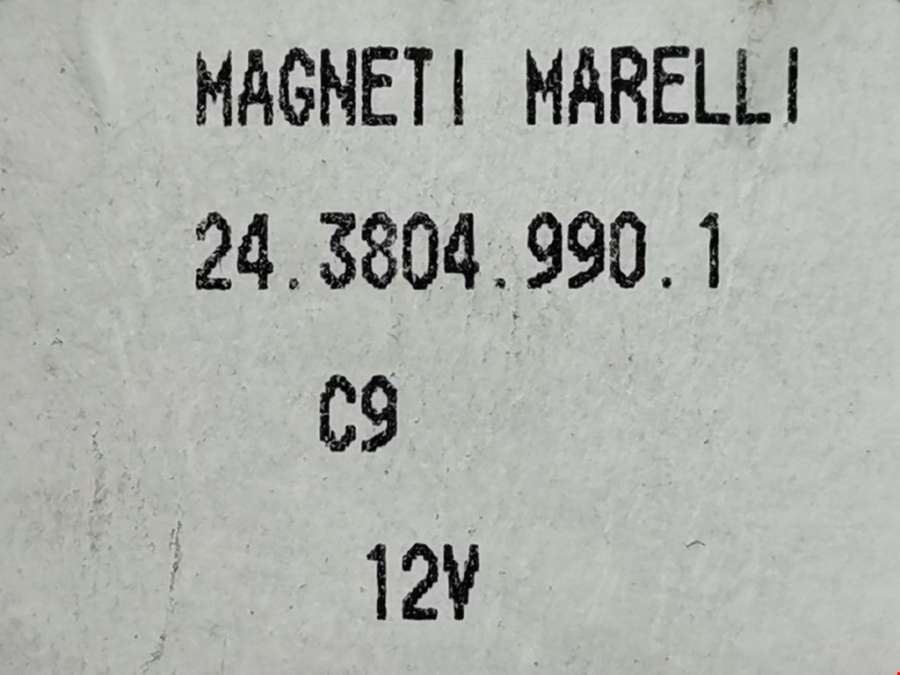 MAGNETI MARELLI
24.3804.990.1
C9
12V